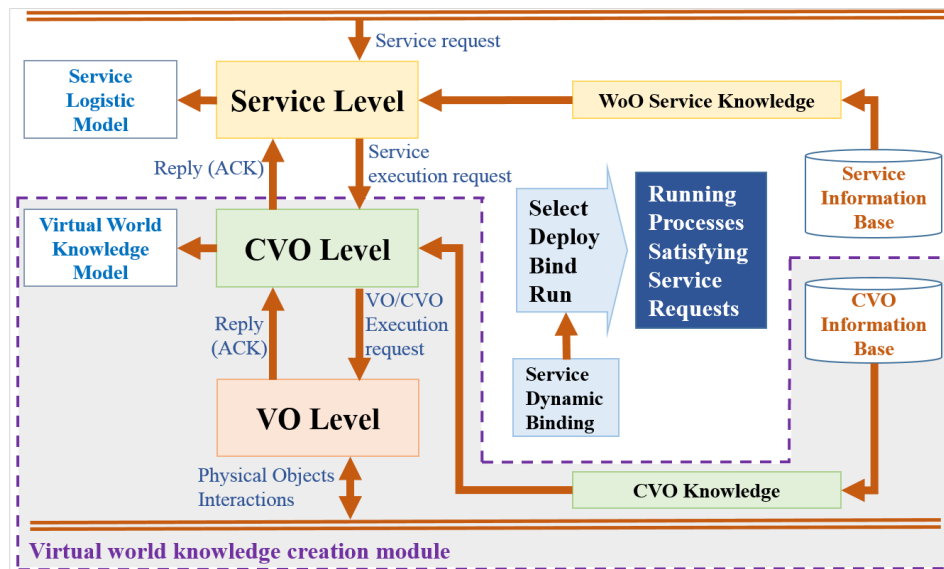 Service request
Service
Logistic
Model
Service Level
WoO Service Knowledge
Reply (ACK)
Service
execution request
Service
Information
Base
Select
Deploy
Bind
Run
Running
Processes
Satisfying
Service
Requests
Virtual World
Knowledge
Model
CVO Level
CVO
Information
Base
Reply
(ACK)
VO/CVO
Execution
request
Service
Dynamic
Binding
VO Level
Physical Objects
Interactions
CVO Knowledge
Virtual world knowledge creation module